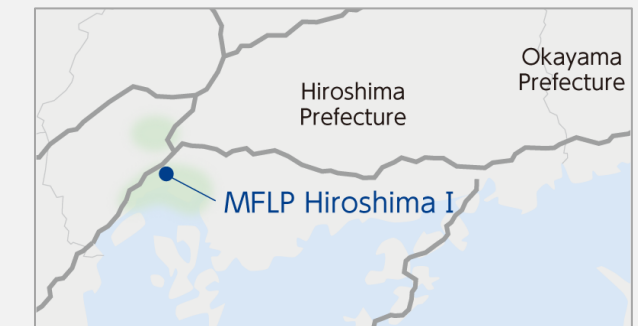 Okayama
Prefecture
Hiroshima
Prefecture
MFLP Hiroshima I